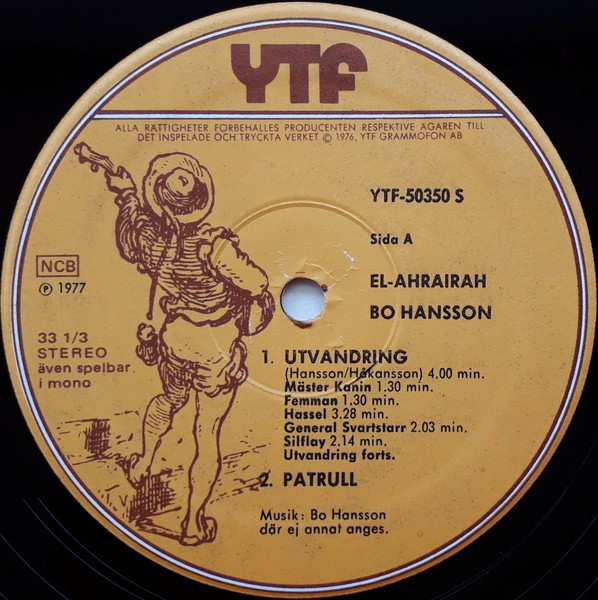 YTF
ALLA RÄTTIGHETER FÖRBEHÅLLES PRODUCENTEN RESPEKTIVE ÄGAREN TILL
DET INSPELADE OCH TRYCKTA VERKET © 1976, YTF GRAMMOFON AB
YTF-50350 S
Sida A
NCB
℗ 1977
EL-AHRAIRAH
BO HANSSON
33 1/3
STEREO
även spelbar
i mono
1. UTVANDRING
(Hansson/Håkansson) 4.00 min.
Mäster Kanin 1.30 min.
Femman 1.30 min.
Hassel 3.28 min.
General Svartstarr 2.03 min.
Silflay 2.14 min.
Utvandring forts.
2. PATRULL
Musik: Bo Hansson
där ej annat anges.